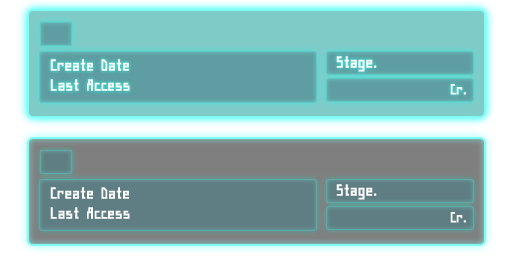 Create Date
Last Access
Stage.
Cr.
Create Date
Last Access
Stage.
Cr.